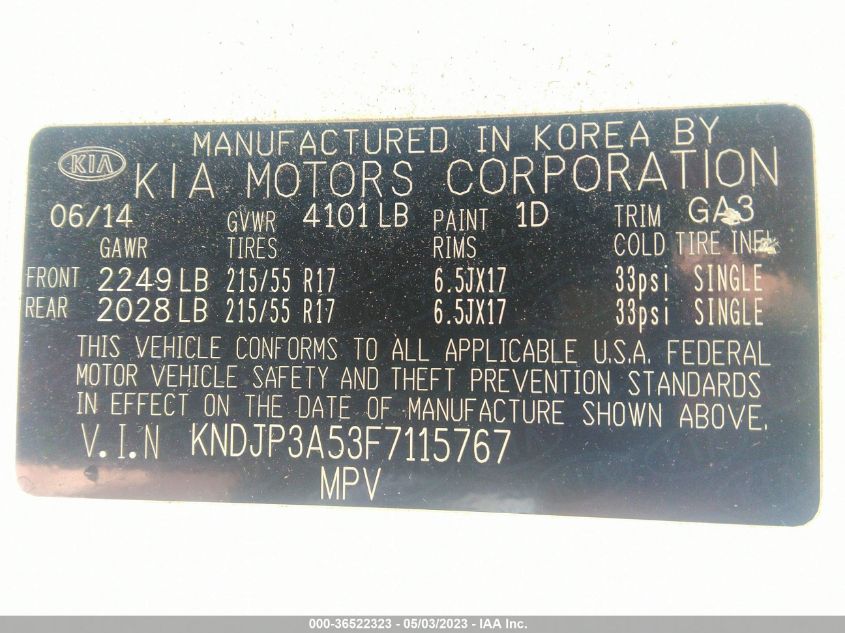 MANUFACTURED IN KOREA BY
KIA KIA MOTORS CORPORATION
06/14 GVWR 4101 LB PAINT 1D TRIM GA3
GAWR TIRES RIMS COLD TIRE INFL
FRONT 2249 LB 215/55 R17 6.5JX17 33psi SINGLE
REAR 2028 LB 215/55 R17 6.5JX17 33psi SINGLE
THIS VEHICLE CONFORMS TO ALL APPLICABLE U.S.A. FEDERAL
MOTOR VEHICLE SAFETY AND THEFT PREVENTION STANDARDS
IN EFFECT ON THE DATE OF MANUFACTURE SHOWN ABOVE.
V.I.N KNDJP3A53F7115767
MPV
000-36522323 - 05/03/2023 - IAA Inc.